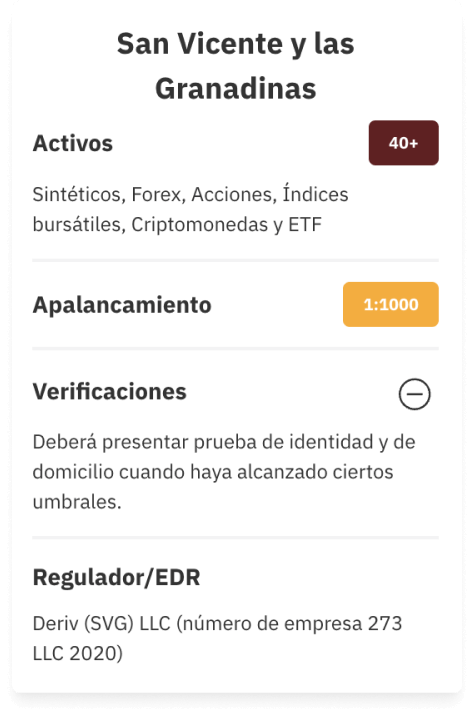 San Vicente y las
Granadinas
Activos
40+
Sintéticos, Forex, Acciones, Índices
bursátiles, Criptomonedas y ETF
Apalancamiento
1:1000
Verificaciones
Deberá presentar prueba de identidad y de
domicilio cuando haya alcanzado ciertos
umbrales.
Regulador/EDR
Deriv (SVG) LLC (número de empresa 273
LLC 2020)